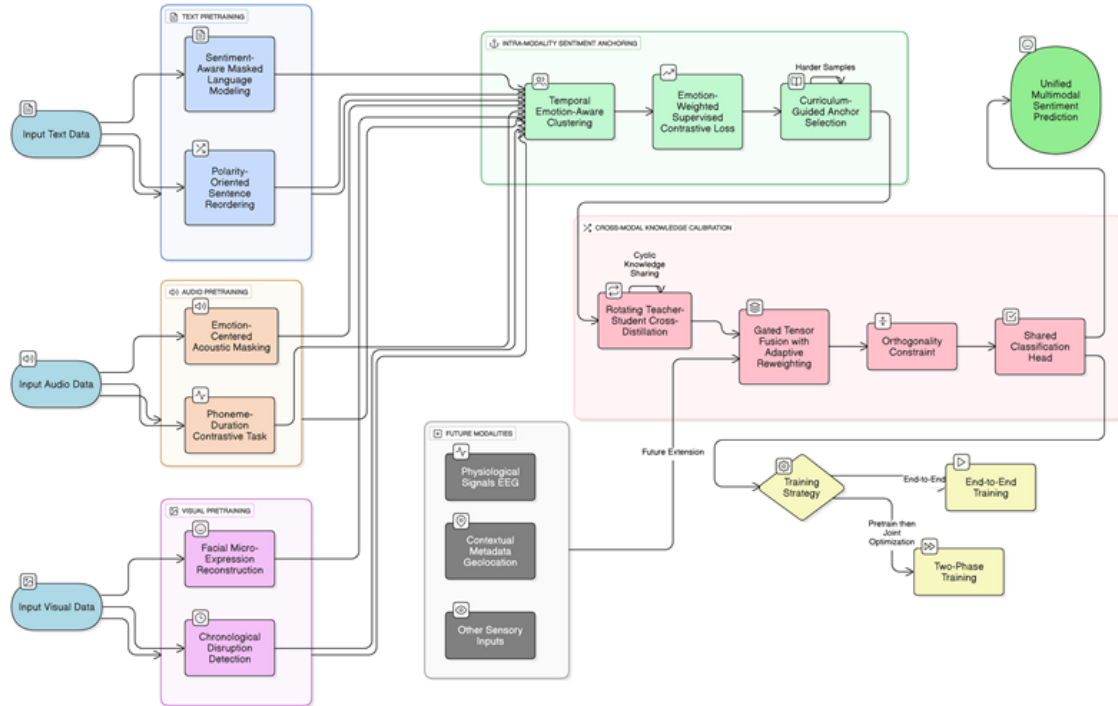 TEXT PRETRAINING
Sentiment-
Aware Masked
Language
Modeling
Input Text Data
Polarity-
Oriented
Sentence
Reordering
AUDIO PRETRAINING
Emotion-
Centered
Acoustic Masking
Input Audio Data
Phoneme-
Duration
Contrastive Task
VISUAL PRETRAINING
Facial Micro-
Expression
Reconstruction
Input Visual Data
Chronological
Disruption
Detection
INTRA-MODALITY SENTIMENT ANCHORING
Temporal
Emotion-Aware
Clustering
Emotion-
Weighted
Supervised
Contrastive Loss
Harder Samples
Curriculum-
Guided Anchor
Selection
Unified
Multimodal
Sentiment
Prediction
CROSS-MODAL KNOWLEDGE CALIBRATION
Cyclic
Knowledge
Sharing
Rotating Teacher-
Student Cross-
Distillation
Gated Tensor
Fusion with
Adaptive
Reweighting
Orthogonality
Constraint
Shared
Classification
Head
FUTURE MODALITIES
Physiological
Signals EEG
Contextual
Metadata
Geolocation
Other Sensory
Inputs
Future Extension
Training
Strategy
End-to-End
End-to-End
Training
Pretrain then
Joint
Optimization
Two-Phase
Training